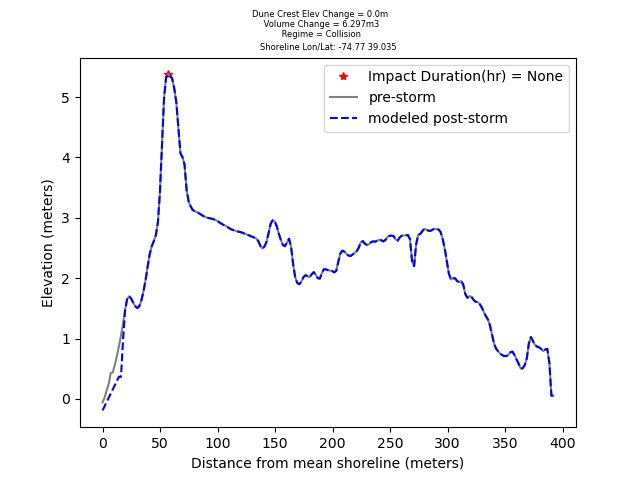 Dune Crest Elev Change = 0.0m
Volume Change = 6.297m3
Regime = Collision
Shoreline Lon/Lat: -74.77 39.035
Impact Duration(hr) = None
pre-storm
modeled post-storm
Elevation (meters)
5
4
3
2
1
0
0 50 100 150 200 250 300 350 400
Distance from mean shoreline (meters)